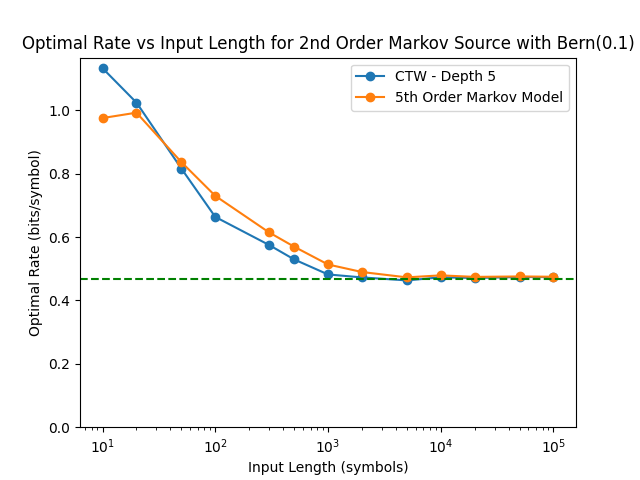 Optimal Rate vs Input Length for 2nd Order Markov Source with Bern(0.1)
CTW - Depth 5
5th Order Markov Model
Optimal Rate (bits/symbol)
1.0
0.8
0.6
0.4
0.2
0.0
10¹ 10² 10³ 10⁴ 10⁵
Input Length (symbols)